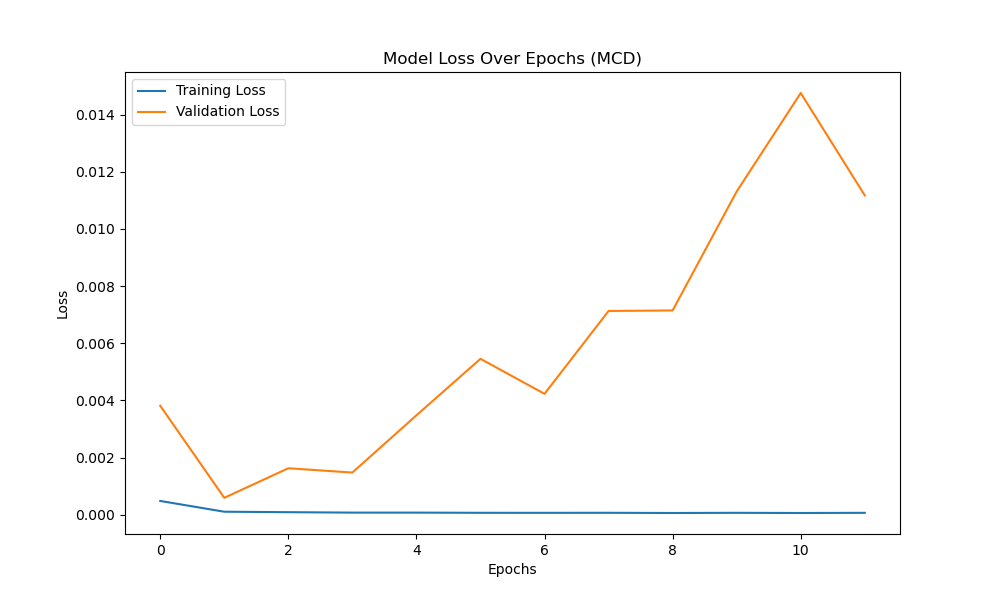 Model Loss Over Epochs (MCD)
Training Loss
Validation Loss
0.014
0.012
0.010
0.008
0.006
0.004
0.002
0.000
Loss
0 2 4 6 8 10
Epochs